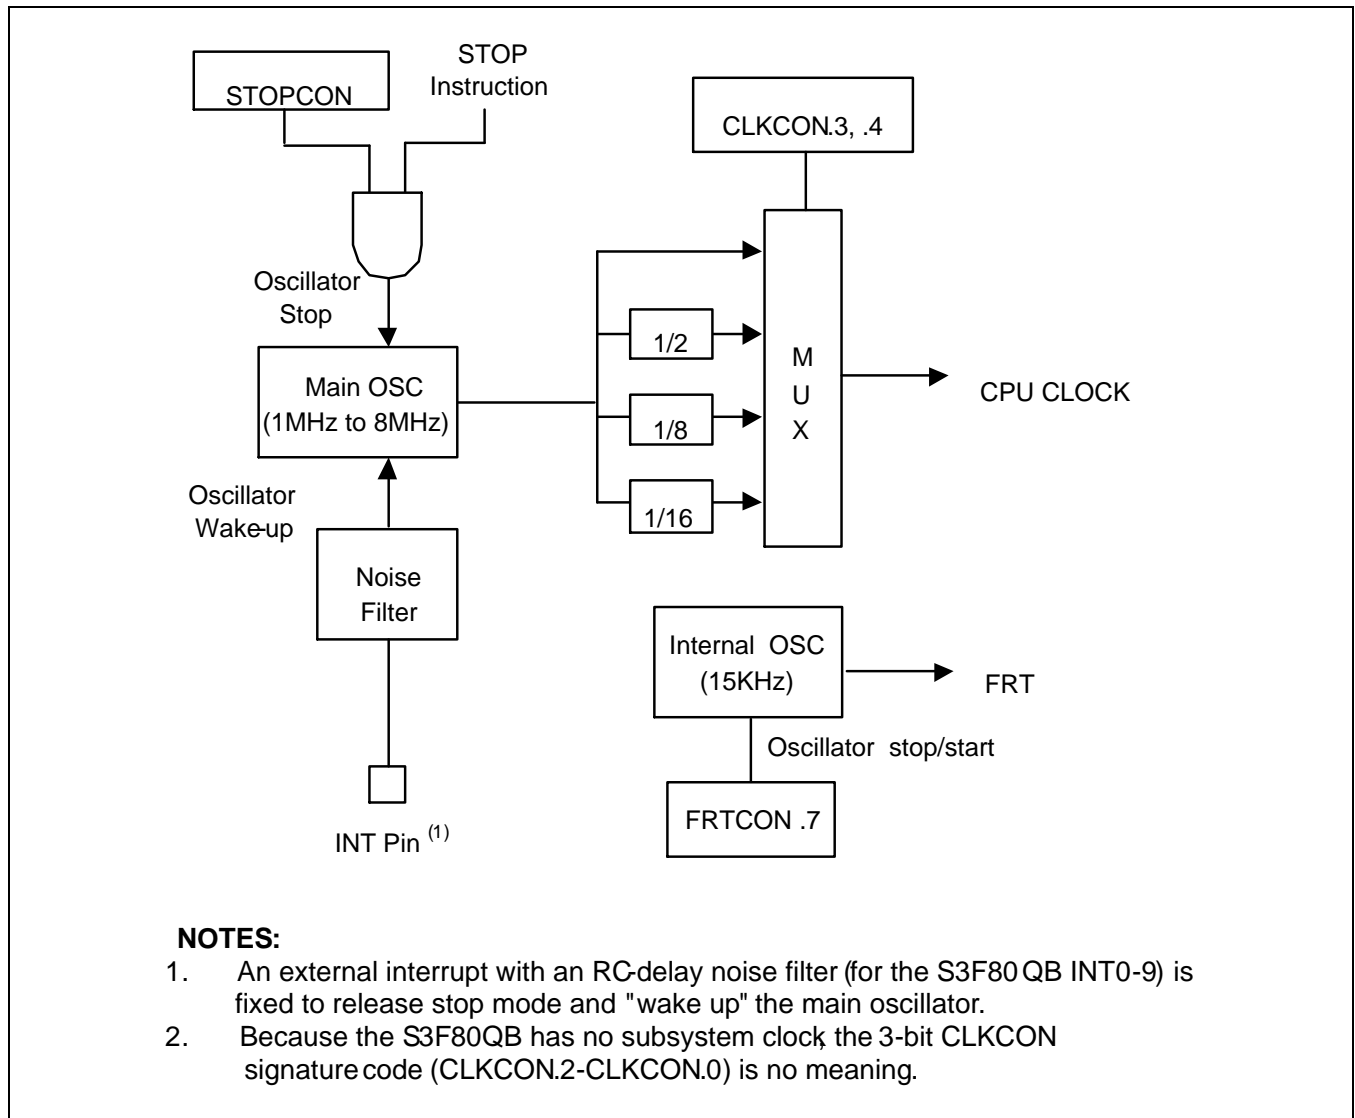 STOPCON
STOP
Instruction
CLKCON.3, .4
Oscillator
Stop
1/2
Main OSC
(1MHz to 8MHz)
M
U
X
CPU CLOCK
1/8
Oscillator
Wake-up
1/16
Noise
Filter
Internal OSC
(15KHz)
FRT
Oscillator stop/start
FRTCON .7
INT Pin (1)
NOTES:
1. An external interrupt with an RC-delay noise filter (for the S3F80QB INT0-9) is
fixed to release stop mode and "wake up" the main oscillator.
2. Because the S3F80QB has no subsystem clock, the 3-bit CLKCON
signature code (CLKCON.2-CLKCON.0) is no meaning.